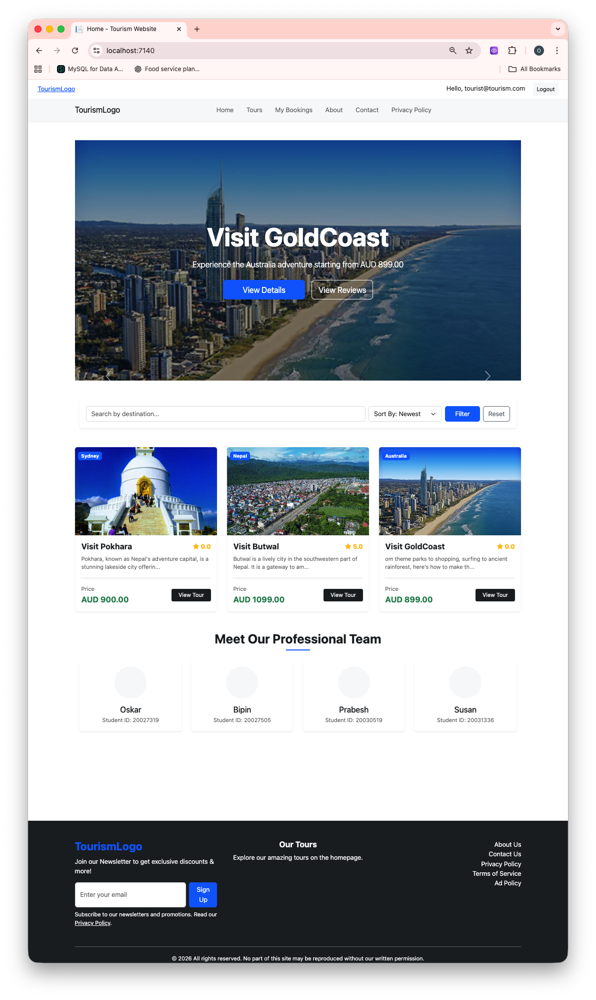 Home - Tourism Website
localhost:7140
O
MySQL for Data A...
Food service plan...
All Bookmarks
TourismLogo
Hello, tourist@tourism.com
Logout
TourismLogo
Home
Tours
My Bookings
About
Contact
Privacy Policy
Visit GoldCoast
Experience the Australia adventure starting from AUD 899.00
View Details
View Reviews
Search by destination...
Sort By: Newest
Filter
Reset
Sydney
Visit Pokhara
0.0
Pokhara, known as Nepal's adventure capital, is a
stunning lakeside city offerin...
Price
AUD 900.00
View Tour
Nepal
Visit Butwal
5.0
Butwal is a lively city in the southwestern part of
Nepal. It is a gateway to am...
Price
AUD 1099.00
View Tour
Australia
Visit GoldCoast
0.0
om theme parks to shopping, surfing to ancient
rainforest, here's how to make th...
Price
AUD 899.00
View Tour
Meet Our Professional Team
Oskar
Student ID: 20027319
Bipin
Student ID: 20027505
Prabesh
Student ID: 20030519
Susan
Student ID: 20031336
TourismLogo
Join our Newsletter to get exclusive discounts &
more!
Enter your email
Sign
Up
Subscribe to our newsletters and promotions. Read our
Privacy Policy.
Our Tours
Explore our amazing tours on the homepage.
About Us
Contact Us
Privacy Policy
Terms of Service
Ad Policy
© 2026 All rights reserved. No part of this site may be reproduced without our written permission.